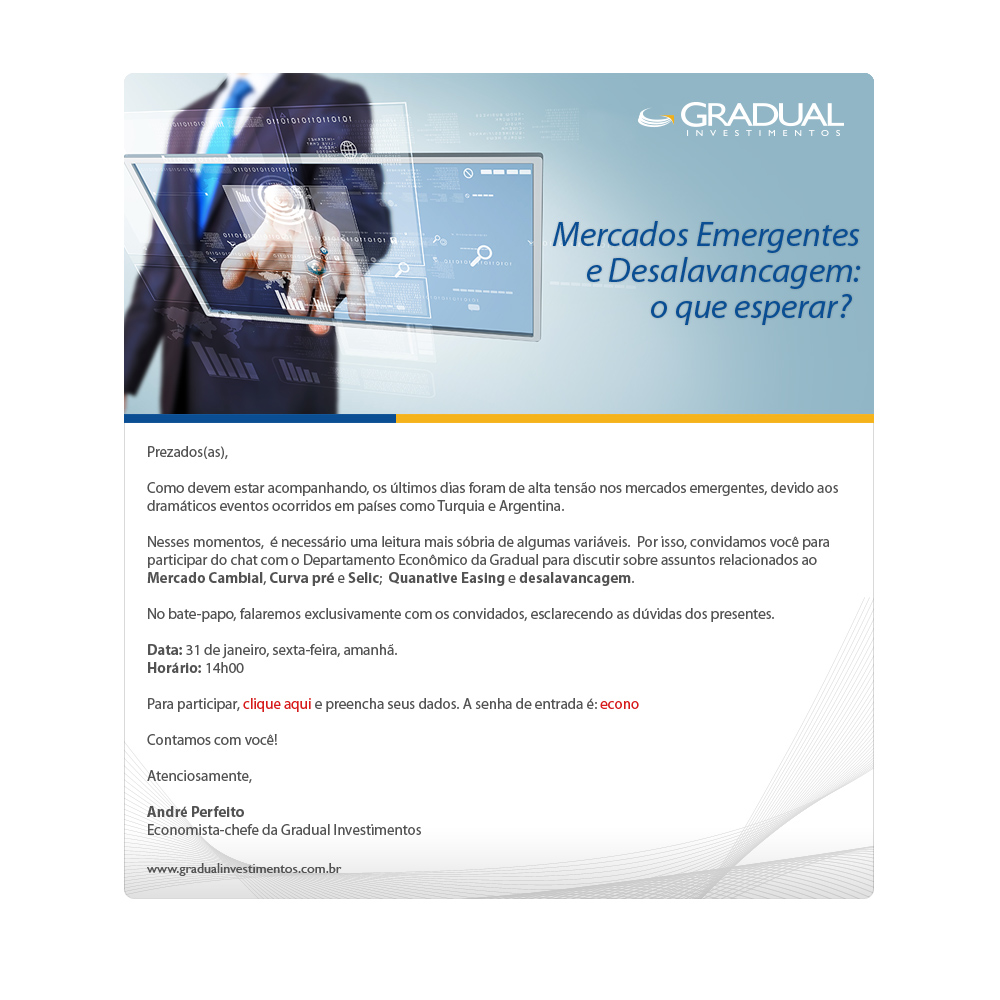 GRADUAL
INVESTIMENTOS
Mercados Emergentes
e Desalavancagem:
o que esperar?
Prezados(as),
Como devem estar acompanhando, os últimos dias foram de alta tensão nos mercados emergentes, devido aos
dramáticos eventos ocorridos em países como Turquia e Argentina.
Nesses momentos, é necessário uma leitura mais sóbria de algumas variáveis. Por isso, convidamos você para
participar do chat com o Departamento Econômico da Gradual para discutir sobre assuntos relacionados ao
Mercado Cambial, Curva pré e Selic; Quanative Easing e desalavancagem.
No bate-papo, falaremos exclusivamente com os convidados, esclarecendo as dúvidas dos presentes.
Data: 31 de janeiro, sexta-feira, amanhã.
Horário: 14h00
Para participar, clique aqui e preencha seus dados. A senha de entrada é: econo
Contamos com você!
Atenciosamente,
André Perfeito
Economista-chefe da Gradual Investimentos
www.gradualinvestimentos.com.br